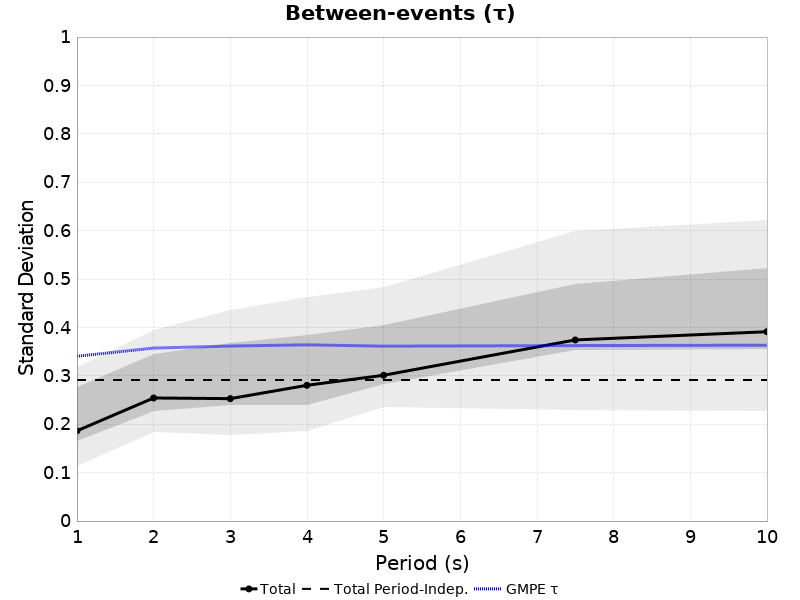 Between-events (τ)
1
0.9
0.8
0.7
0.6
0.5
0.4
0.3
0.2
0.1
0
Standard Deviation
1 2 3 4 5 6 7 8 9 10
Period (s)
Total Total Period-Indep. GMPE τ